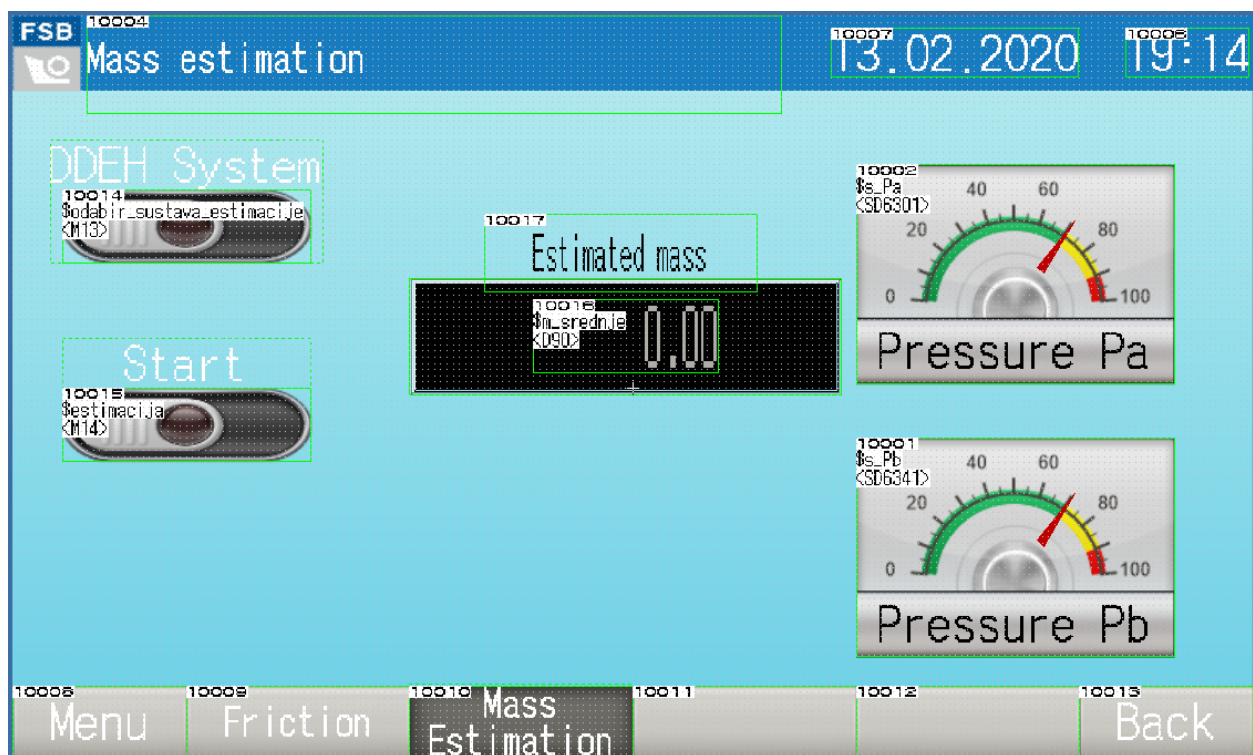 FSB
10004
Mass estimation
10007
13.02.2020
19:14
DDEH System
10014
$odabir_sustava_estimacije
<M13>
10002
$s_Pa
<SD6301>
0
20
40
60
80
100
Pressure Pa
10017
Estimated mass
10016
$m_srednje
<D90>
0.00
Start
10015
$estimacija
<M14>
10001
$s_Pb
<SD6341>
0
20
40
60
80
100
Pressure Pb
10009
Friction
10010
Mass
Estimation
10011
10012
10013
Back
Menu